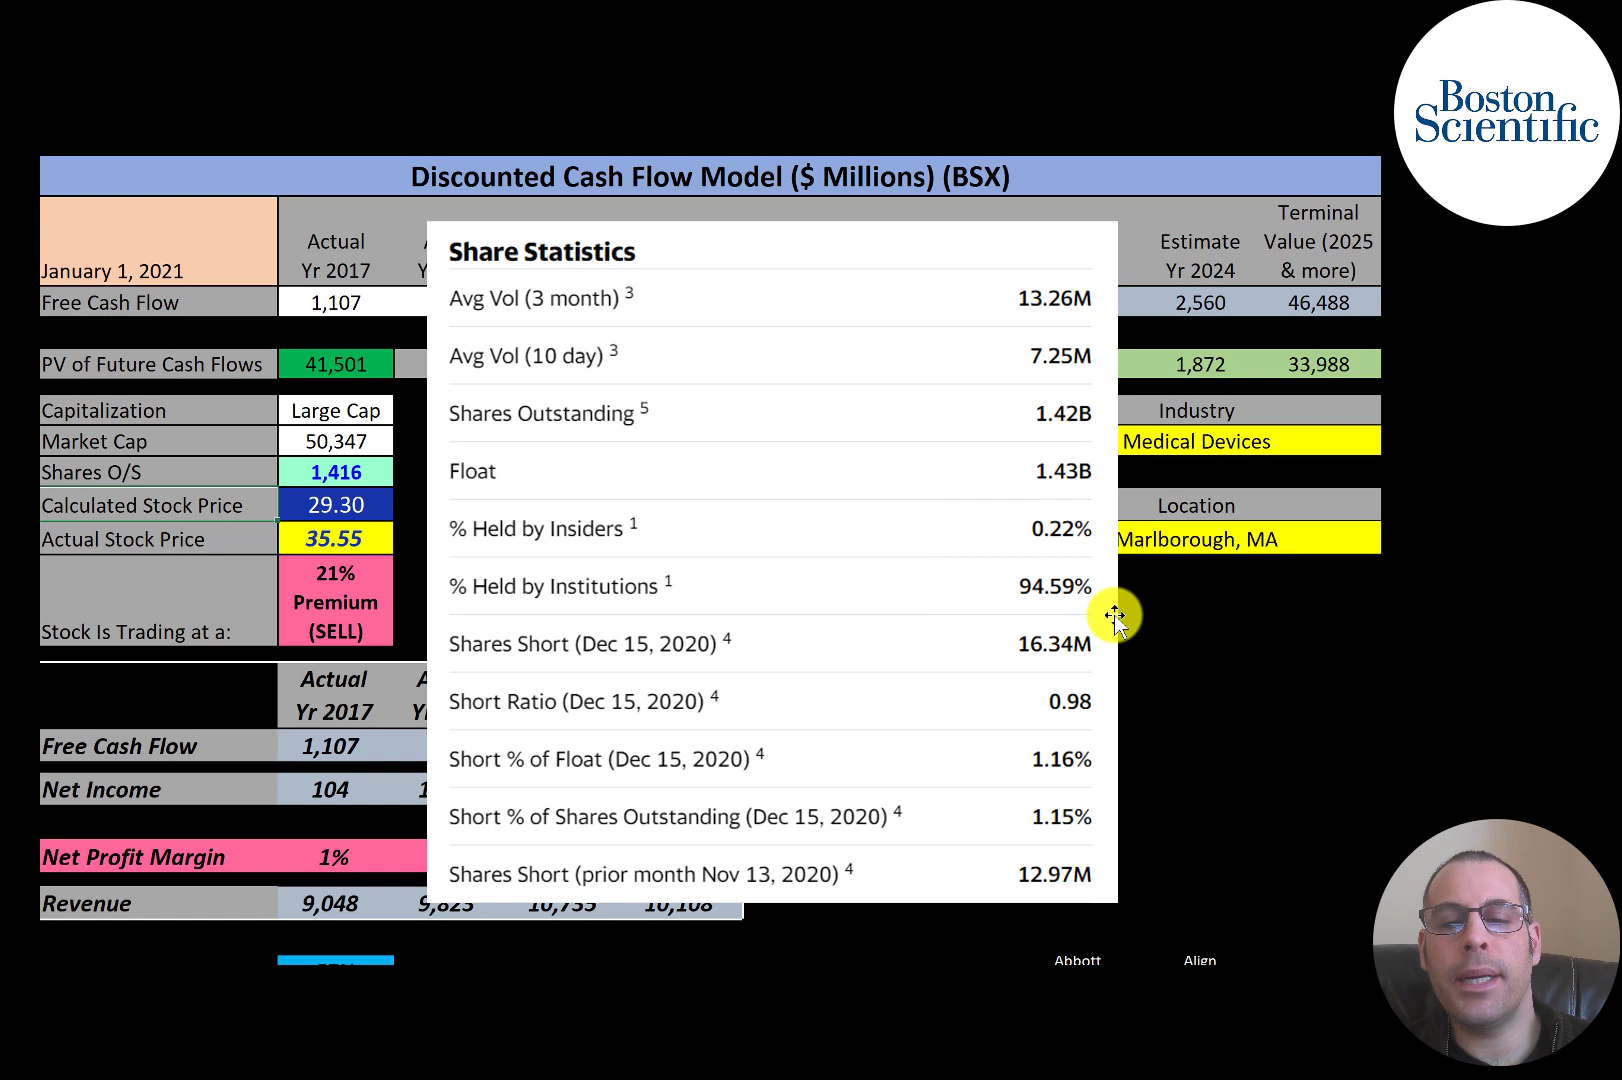 Boston
Scientific
Discounted Cash Flow Model ($ Millions) (BSX)
January 1, 2021
Actual
Yr 2017
Estimate
Yr 2024
Terminal
Value (2025
& more)
Free Cash Flow 1,107 2,560 46,488
PV of Future Cash Flows 41,501 1,872 33,988
Capitalization Large Cap
Market Cap 50,347
Shares O/S 1,416
Calculated Stock Price 29.30
Actual Stock Price 35.55
Stock Is Trading at a:
21%
Premium
(SELL)
Industry
Medical Devices
Location
Marlborough, MA
Share Statistics
Avg Vol (3 month) 3 13.26M
Avg Vol (10 day) 3 7.25M
Shares Outstanding 5 1.42B
Float 1.43B
% Held by Insiders 1 0.22%
% Held by Institutions 1 94.59%
Shares Short (Dec 15, 2020) 4 16.34M
Short Ratio (Dec 15, 2020) 4 0.98
Short % of Float (Dec 15, 2020) 4 1.16%
Short % of Shares Outstanding (Dec 15, 2020) 4 1.15%
Shares Short (prior month Nov 13, 2020) 4 12.97M
Actual
Yr 2017
Free Cash Flow 1,107
Net Income 104
Net Profit Margin 1%
Revenue 9,048 9,823 10,735 10,108
Abbott Align